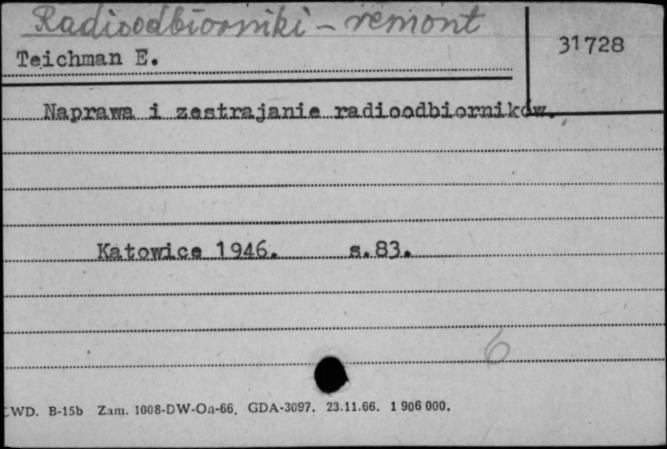 Radioodbiorniki - remont
Teichman E.
31728
Naprawa i zestrajanie radioodbiorników.
Katowice 1946. s.83.
6
WD. B-15b Zam. 1008-DW-Oa-66. GDA-3097. 23.11.66. 1 906 000.